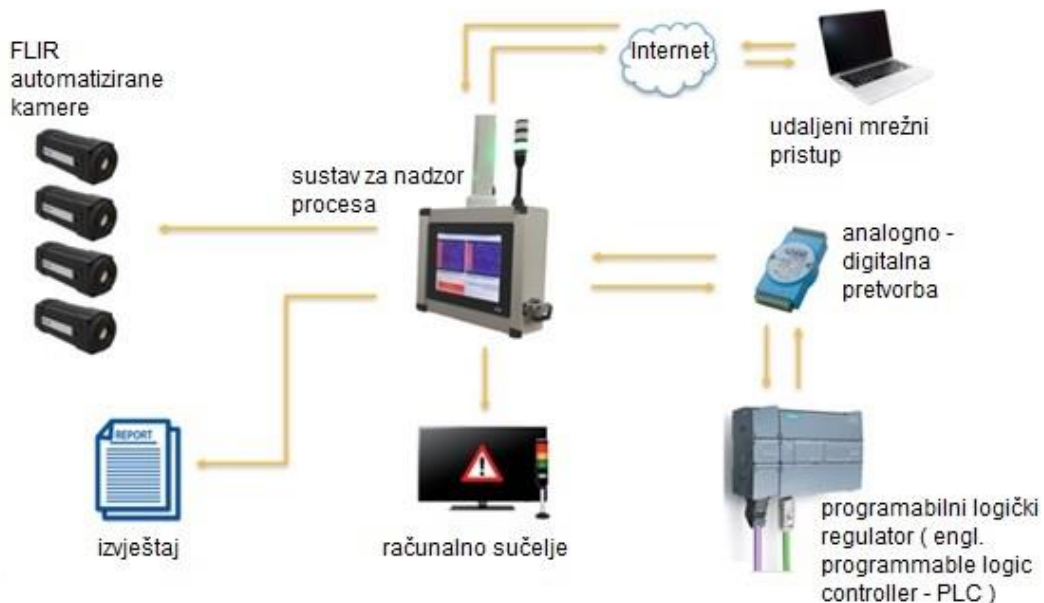 FLIR
automatizirane
kamere
Internet
udaljeni mrežni
pristup
sustav za nadzor
procesa
analogno -
digitalna
pretvorba
REPORT
izvještaj
računalno sučelje
programabilni logički
regulator ( engl.
programmable logic
controller - PLC )